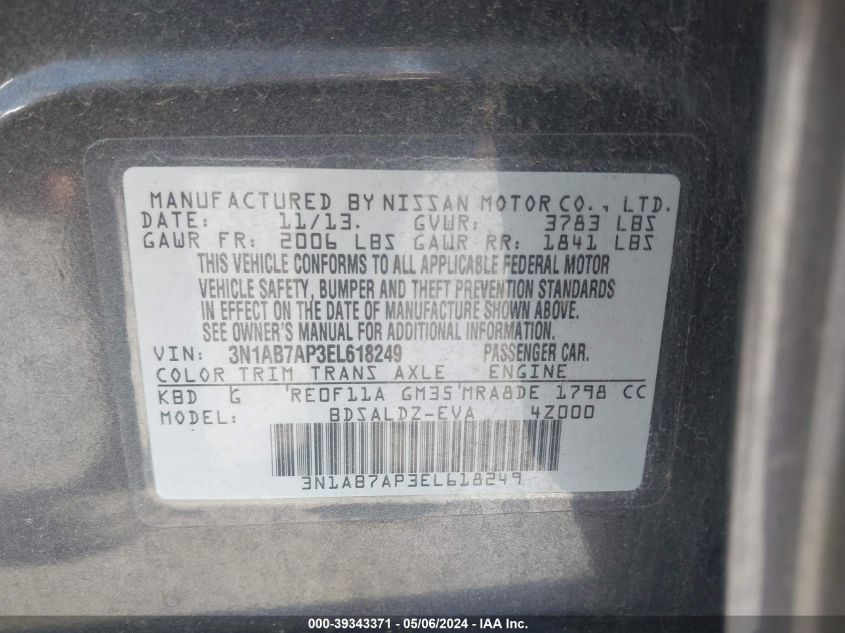 MANUFACTURED BY NISSAN MOTOR CO., LTD.
DATE: 11/13. GVWR: 3783 LBS
GAWR FR: 2006 LBS GAWR RR: 1841 LBS
THIS VEHICLE CONFORMS TO ALL APPLICABLE FEDERAL MOTOR
VEHICLE SAFETY, BUMPER AND THEFT PREVENTION STANDARDS
IN EFFECT ON THE DATE OF MANUFACTURE SHOWN ABOVE.
SEE OWNER'S MANUAL FOR ADDITIONAL INFORMATION.
VIN: 3N1AB7AP3EL618249 PASSENGER CAR.
COLOR TRIM TRANS AXLE ENGINE
KBD G 'RE0F11A GM35'MRA8DE 1798 CC
MODEL: BDSALDZ-EVA 4Z000
3N1AB7AP3EL618249
000-39343371 - 05/06/2024 - IAA Inc.